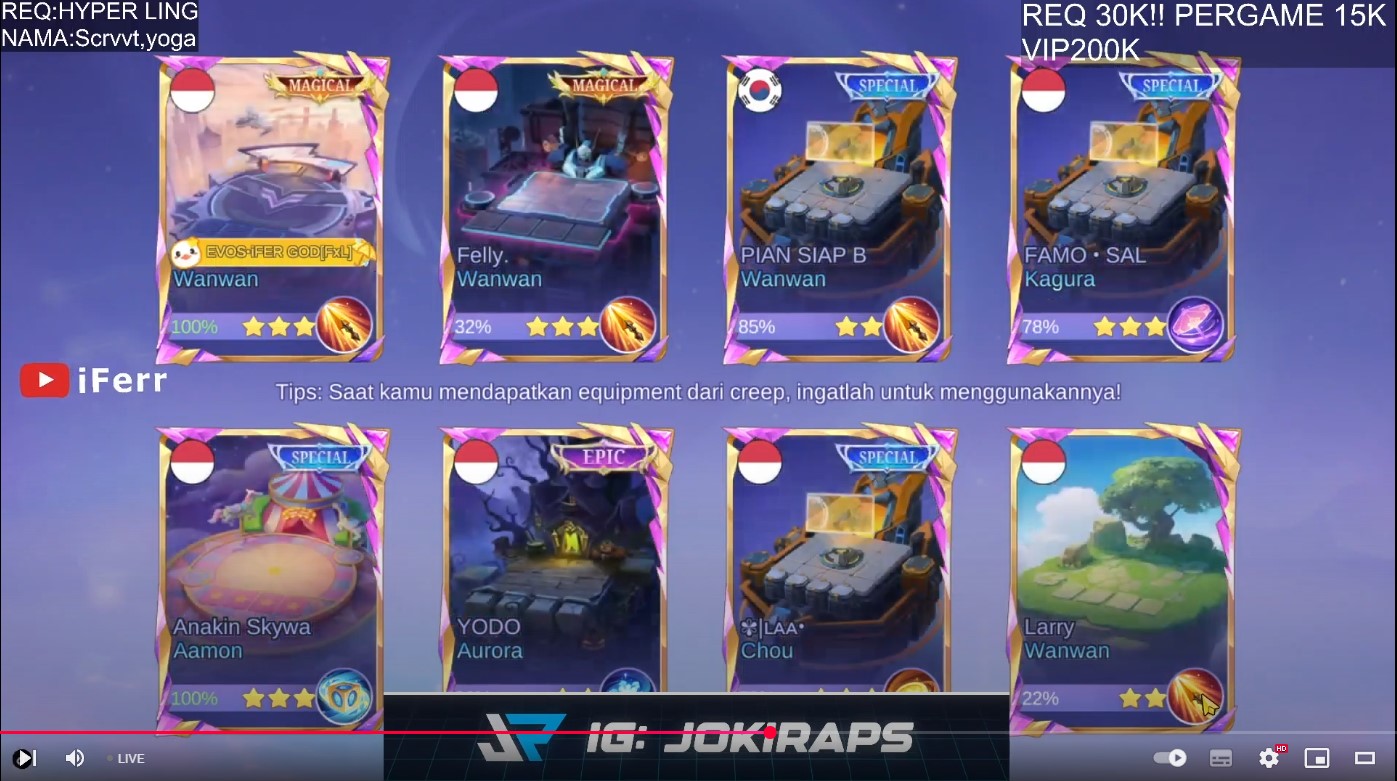 REQ:HYPER LING
NAMA:Scrvvt,yoga
REQ 30K!! PERGAME 15K
VIP200K
MAGICAL
MAGICAL
SPECIAL
SPECIAL
EVOS•iFER GOD[FxL]
Wanwan
100%
Felly.
Wanwan
32%
PIAN SIAP B
Wanwan
85%
FAMO • SAL
Kagura
78%
iFerr
Tips: Saat kamu mendapatkan equipment dari creep, ingatlah untuk menggunakannya!
SPECIAL
EPIC
SPECIAL
Anakin Skywa
Aamon
100%
YODO
Aurora
✤|LAA•
Chou
Larry
Wanwan
22%
JF IG: JOKIRAPS
LIVE
HD